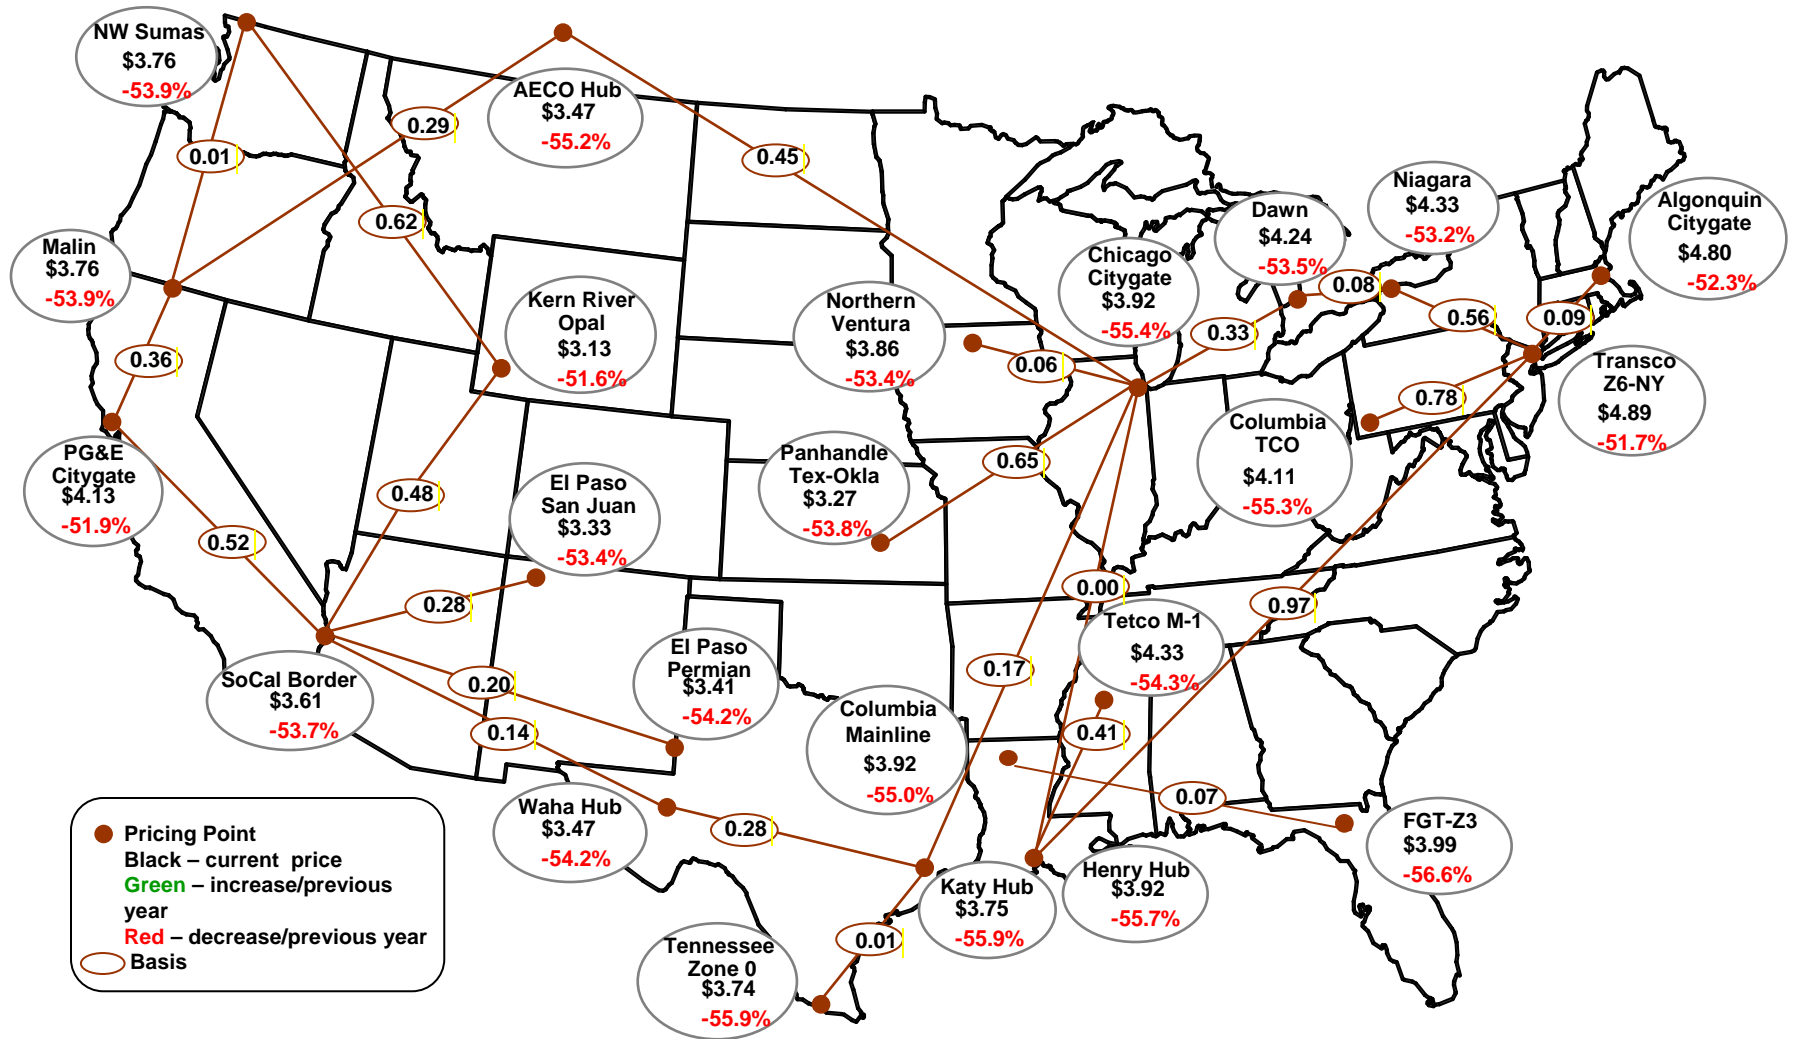 NW Sumas
$3.76
-53.9%
AECO Hub
$3.47
-55.2%
0.29
0.01
0.45
0.62
Niagara
$4.33
-53.2%
Algonquin
Citygate
$4.80
-52.3%
Dawn
$4.24
-53.5%
Malin
$3.76
-53.9%
Chicago
Citygate
$3.92
-55.4%
Kern River
Opal
$3.13
-51.6%
Northern
Ventura
$3.86
-53.4%
0.08
0.56
0.09
0.33
0.36
0.06
Transco
Z6-NY
$4.89
-51.7%
0.78
Columbia
TCO
$4.11
-55.3%
PG&E
Citygate
$4.13
-51.9%
Panhandle
Tex-Okla
$3.27
-53.8%
0.65
0.48
El Paso
San Juan
$3.33
-53.4%
0.52
0.28
0.00
0.97
Tetco M-1
$4.33
-54.3%
El Paso
Permian
$3.41
-54.2%
0.17
SoCal Border
$3.61
-53.7%
0.20
0.14
Columbia
Mainline
$3.92
-55.0%
0.41
0.07
Waha Hub
$3.47
-54.2%
0.28
FGT-Z3
$3.99
-56.6%
Katy Hub
$3.75
-55.9%
Henry Hub
$3.92
-55.7%
0.01
Tennessee
Zone 0
$3.74
-55.9%
Pricing Point
Black – current price
Green – increase/previous
year
Red – decrease/previous year
Basis